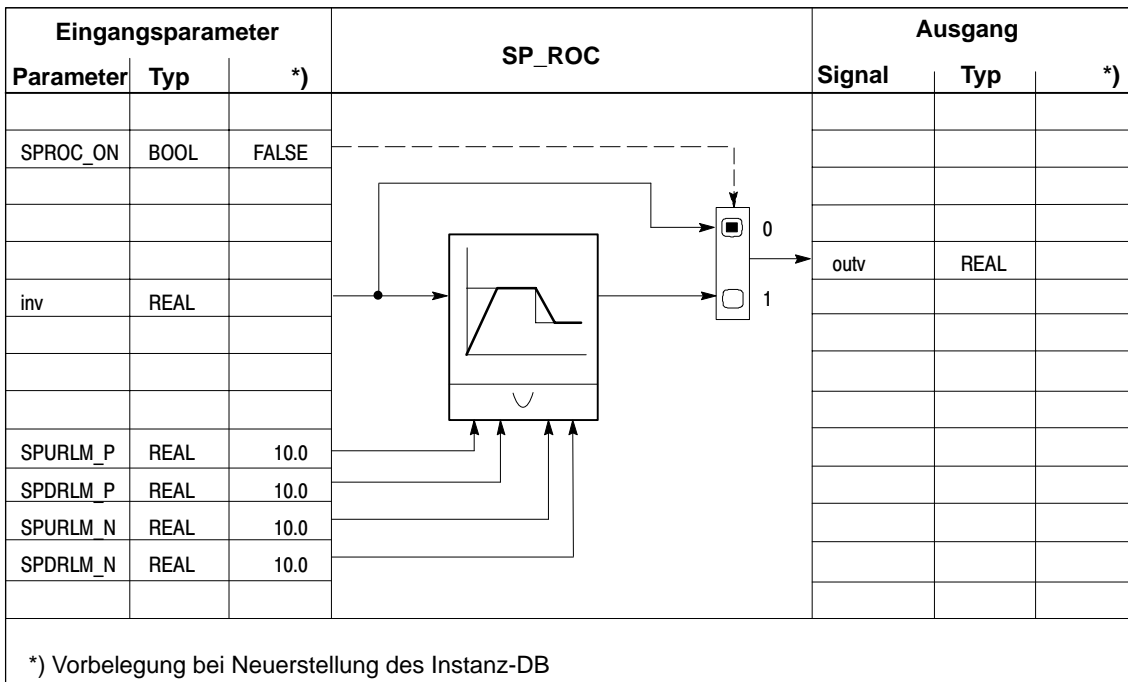 Eingangsparameter SP_ROC Ausgang
Parameter Typ *) Signal Typ *)
SPROC_ON BOOL FALSE
0
outv REAL
inv REAL 1
SPURLM_P REAL 10.0
SPDRLM_P REAL 10.0
SPURLM_N REAL 10.0
SPDRLM_N REAL 10.0
*) Vorbelegung bei Neuerstellung des Instanz-DB